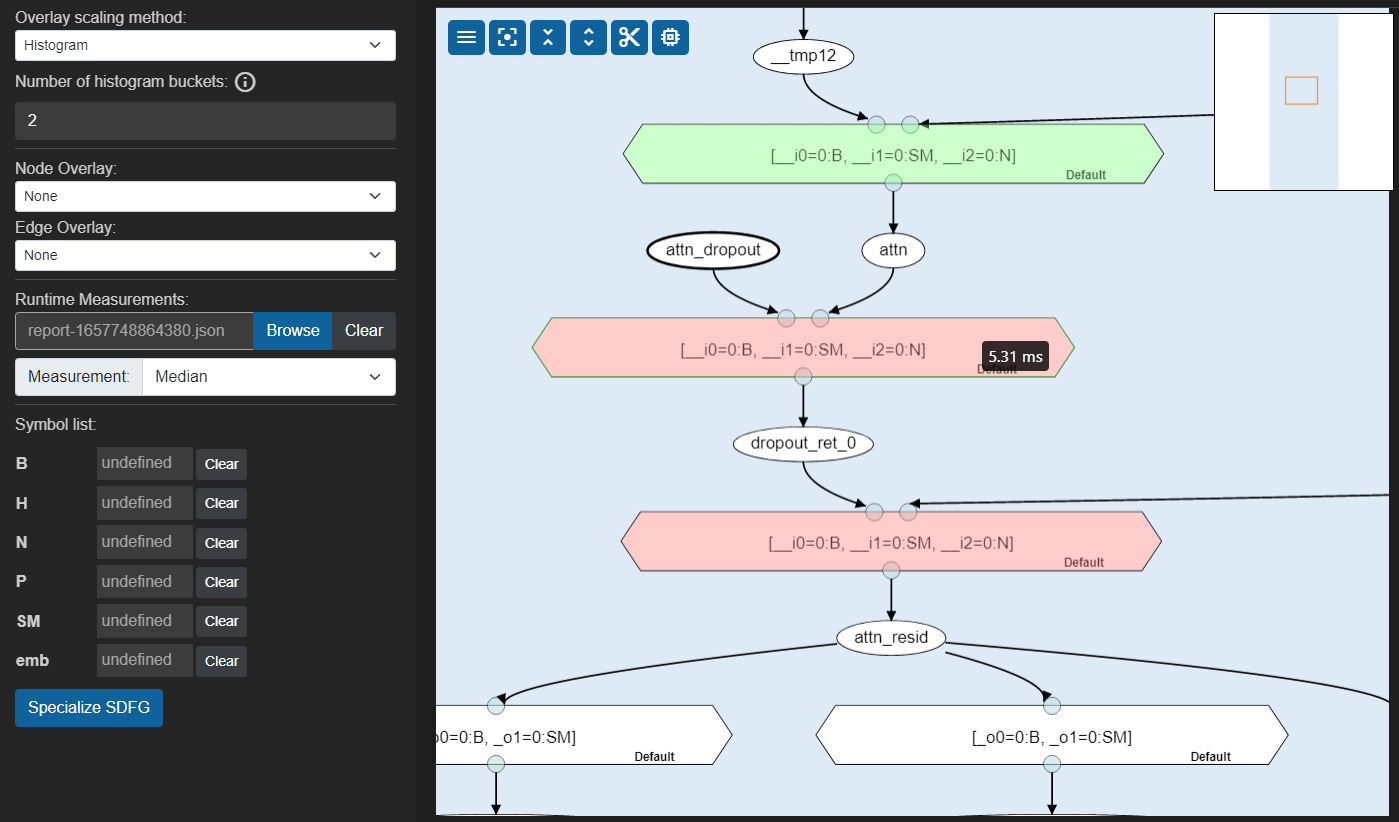 Overlay scaling method:
Histogram
Number of histogram buckets:
2
Node Overlay:
None
Edge Overlay:
None
Runtime Measurements:
report-1657748864380.json Browse Clear
Measurement: Median
Symbol list:
B undefined Clear
H undefined Clear
N undefined Clear
P undefined Clear
SM undefined Clear
emb undefined Clear
Specialize SDFG
__tmp12
[__i0=0:B, __i1=0:SM, __i2=0:N]
Default
attn_dropout attn
[__i0=0:B, __i1=0:SM, __i2=0:N]
5.31 ms
Default
dropout_ret_0
[__i0=0:B, __i1=0:SM, __i2=0:N]
Default
attn_resid
o0=0:B, _o1=0:SM] [_o0=0:B, _o1=0:SM]
Default Default